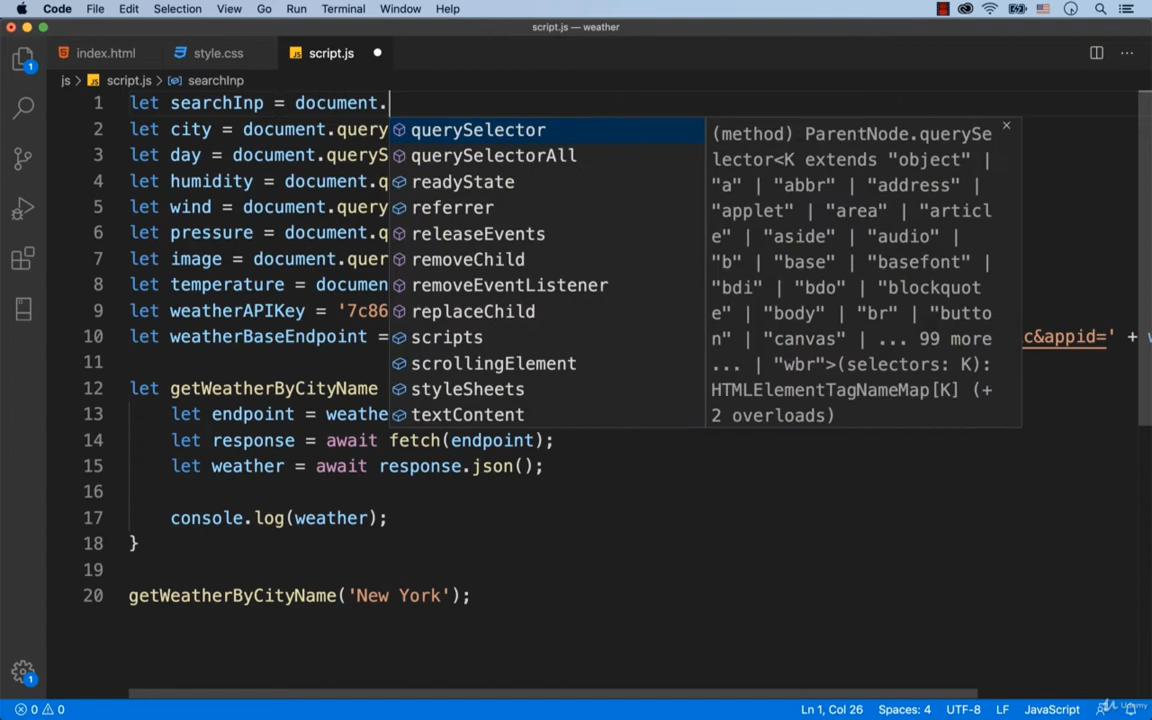 Code File Edit Selection View Go Run Terminal Window Help
script.js — weather
index.html style.css script.js
js > script.js > searchInp
1 let searchInp = document.
2 let city = document.query
3 let day = document.queryS
4 let humidity = document.q
5 let wind = document.query
6 let pressure = document.q
7 let image = document.quer
8 let temperature = documen
9 let weatherAPIKey = '7c86
10 let weatherBaseEndpoint = c&appid=' +
11
12 let getWeatherByCityName
13 let endpoint = weathe
14 let response = await fetch(endpoint);
15 let weather = await response.json();
16
17 console.log(weather);
18 }
19
20 getWeatherByCityName('New York');
querySelector
querySelectorAll
readyState
referrer
releaseEvents
removeChild
removeEventListener
replaceChild
scripts
scrollingElement
styleSheets
textContent
(method) ParentNode.querySe
lector<K extends "object" |
"a" | "abbr" | "address" |
"applet" | "area" | "articl
e" | "aside" | "audio" |
"b" | "base" | "basefont" |
"bdi" | "bdo" | "blockquot
e" | "body" | "br" | "butto
n" | "canvas" | ... 99 more
... | "wbr">(selectors: K):
HTMLElementTagNameMap[K] (+
2 overloads)
1
1
0 0 Ln 1, Col 26 Spaces: 4 UTF-8 LF JavaScript
Udemy